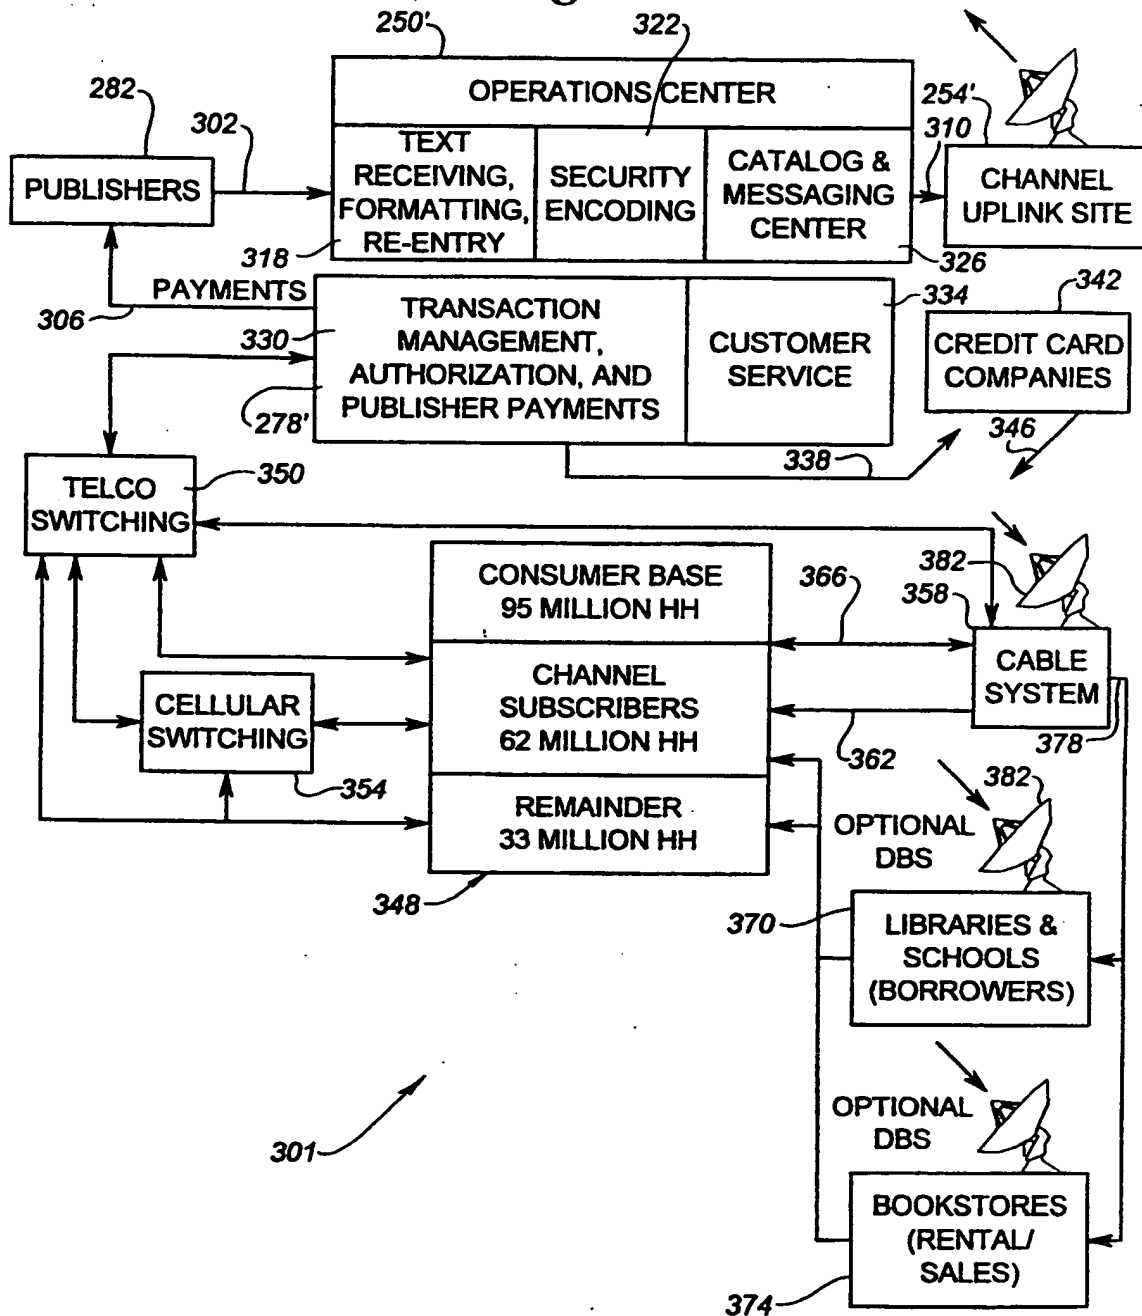 250'
322
282
302
OPERATIONS CENTER
254'
310
PUBLISHERS
TEXT
RECEIVING,
FORMATTING,
RE-ENTRY
318
SECURITY
ENCODING
CATALOG &
MESSAGING
CENTER
326
CHANNEL
UPLINK SITE
PAYMENTS
306
330
TRANSACTION
MANAGEMENT,
AUTHORIZATION, AND
PUBLISHER PAYMENTS
278'
334
CUSTOMER
SERVICE
342
CREDIT CARD
COMPANIES
346
338
350
TELCO
SWITCHING
CONSUMER BASE
95 MILLION HH
366
382
358
CABLE
SYSTEM
378
CHANNEL
SUBSCRIBERS
62 MILLION HH
362
CELLULAR
SWITCHING
354
REMAINDER
33 MILLION HH
348
382
OPTIONAL
DBS
370
LIBRARIES &
SCHOOLS
(BORROWERS)
301
OPTIONAL
DBS
BOOKSTORES
(RENTAL/
SALES)
374